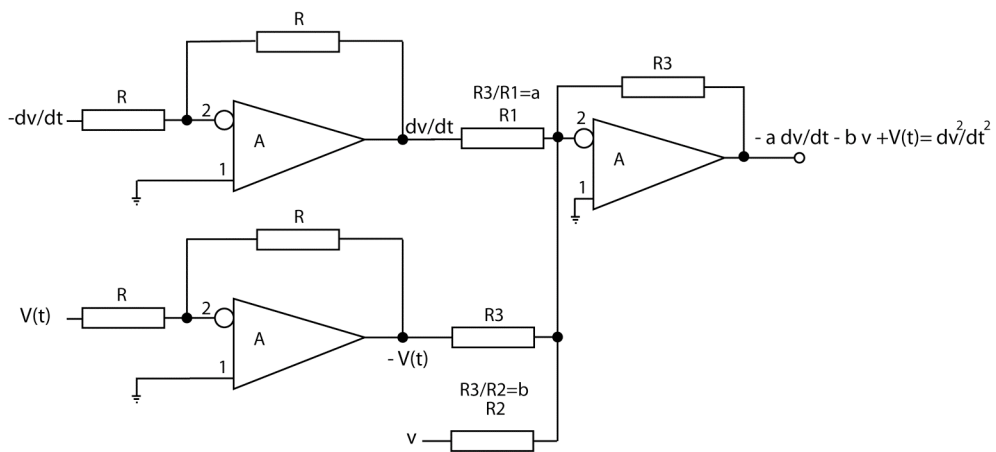 R
-dv/dt
R
2
A
1
dv/dt
R3/R1=a
R1
R3
2
A
1
- a dv/dt - b v +V(t)= dv²/dt²
R
V(t)
R
2
A
1
- V(t)
R3
R3/R2=b
R2
v